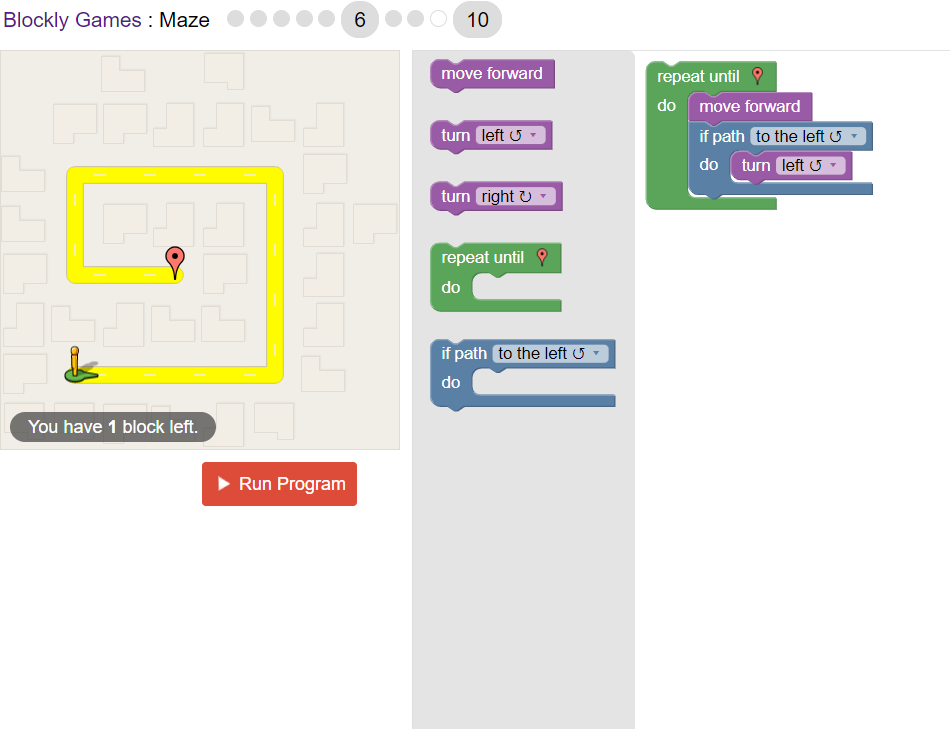 Blockly Games : Maze 6 10
You have 1 block left.
Run Program
move forward
turn left ↺
turn right ↻
repeat until
do
if path to the left ↺
do
repeat until
do move forward
if path to the left ↺
do turn left ↺